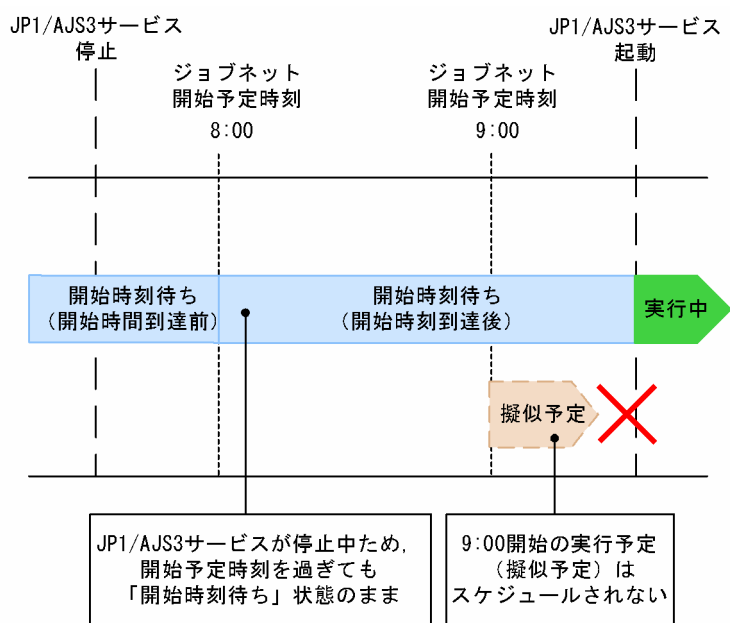 JP1/AJS3サービス
停止
JP1/AJS3サービス
起動
ジョブネット
開始予定時刻
8:00
ジョブネット
開始予定時刻
9:00
開始時刻待ち
（開始時間到達前）
開始時刻待ち
（開始時刻到達後）
実行中
擬似予定
JP1/AJS3サービスが停止中ため，
開始予定時刻を過ぎても
「開始時刻待ち」状態のまま
9:00開始の実行予定
（擬似予定）は
スケジュールされない